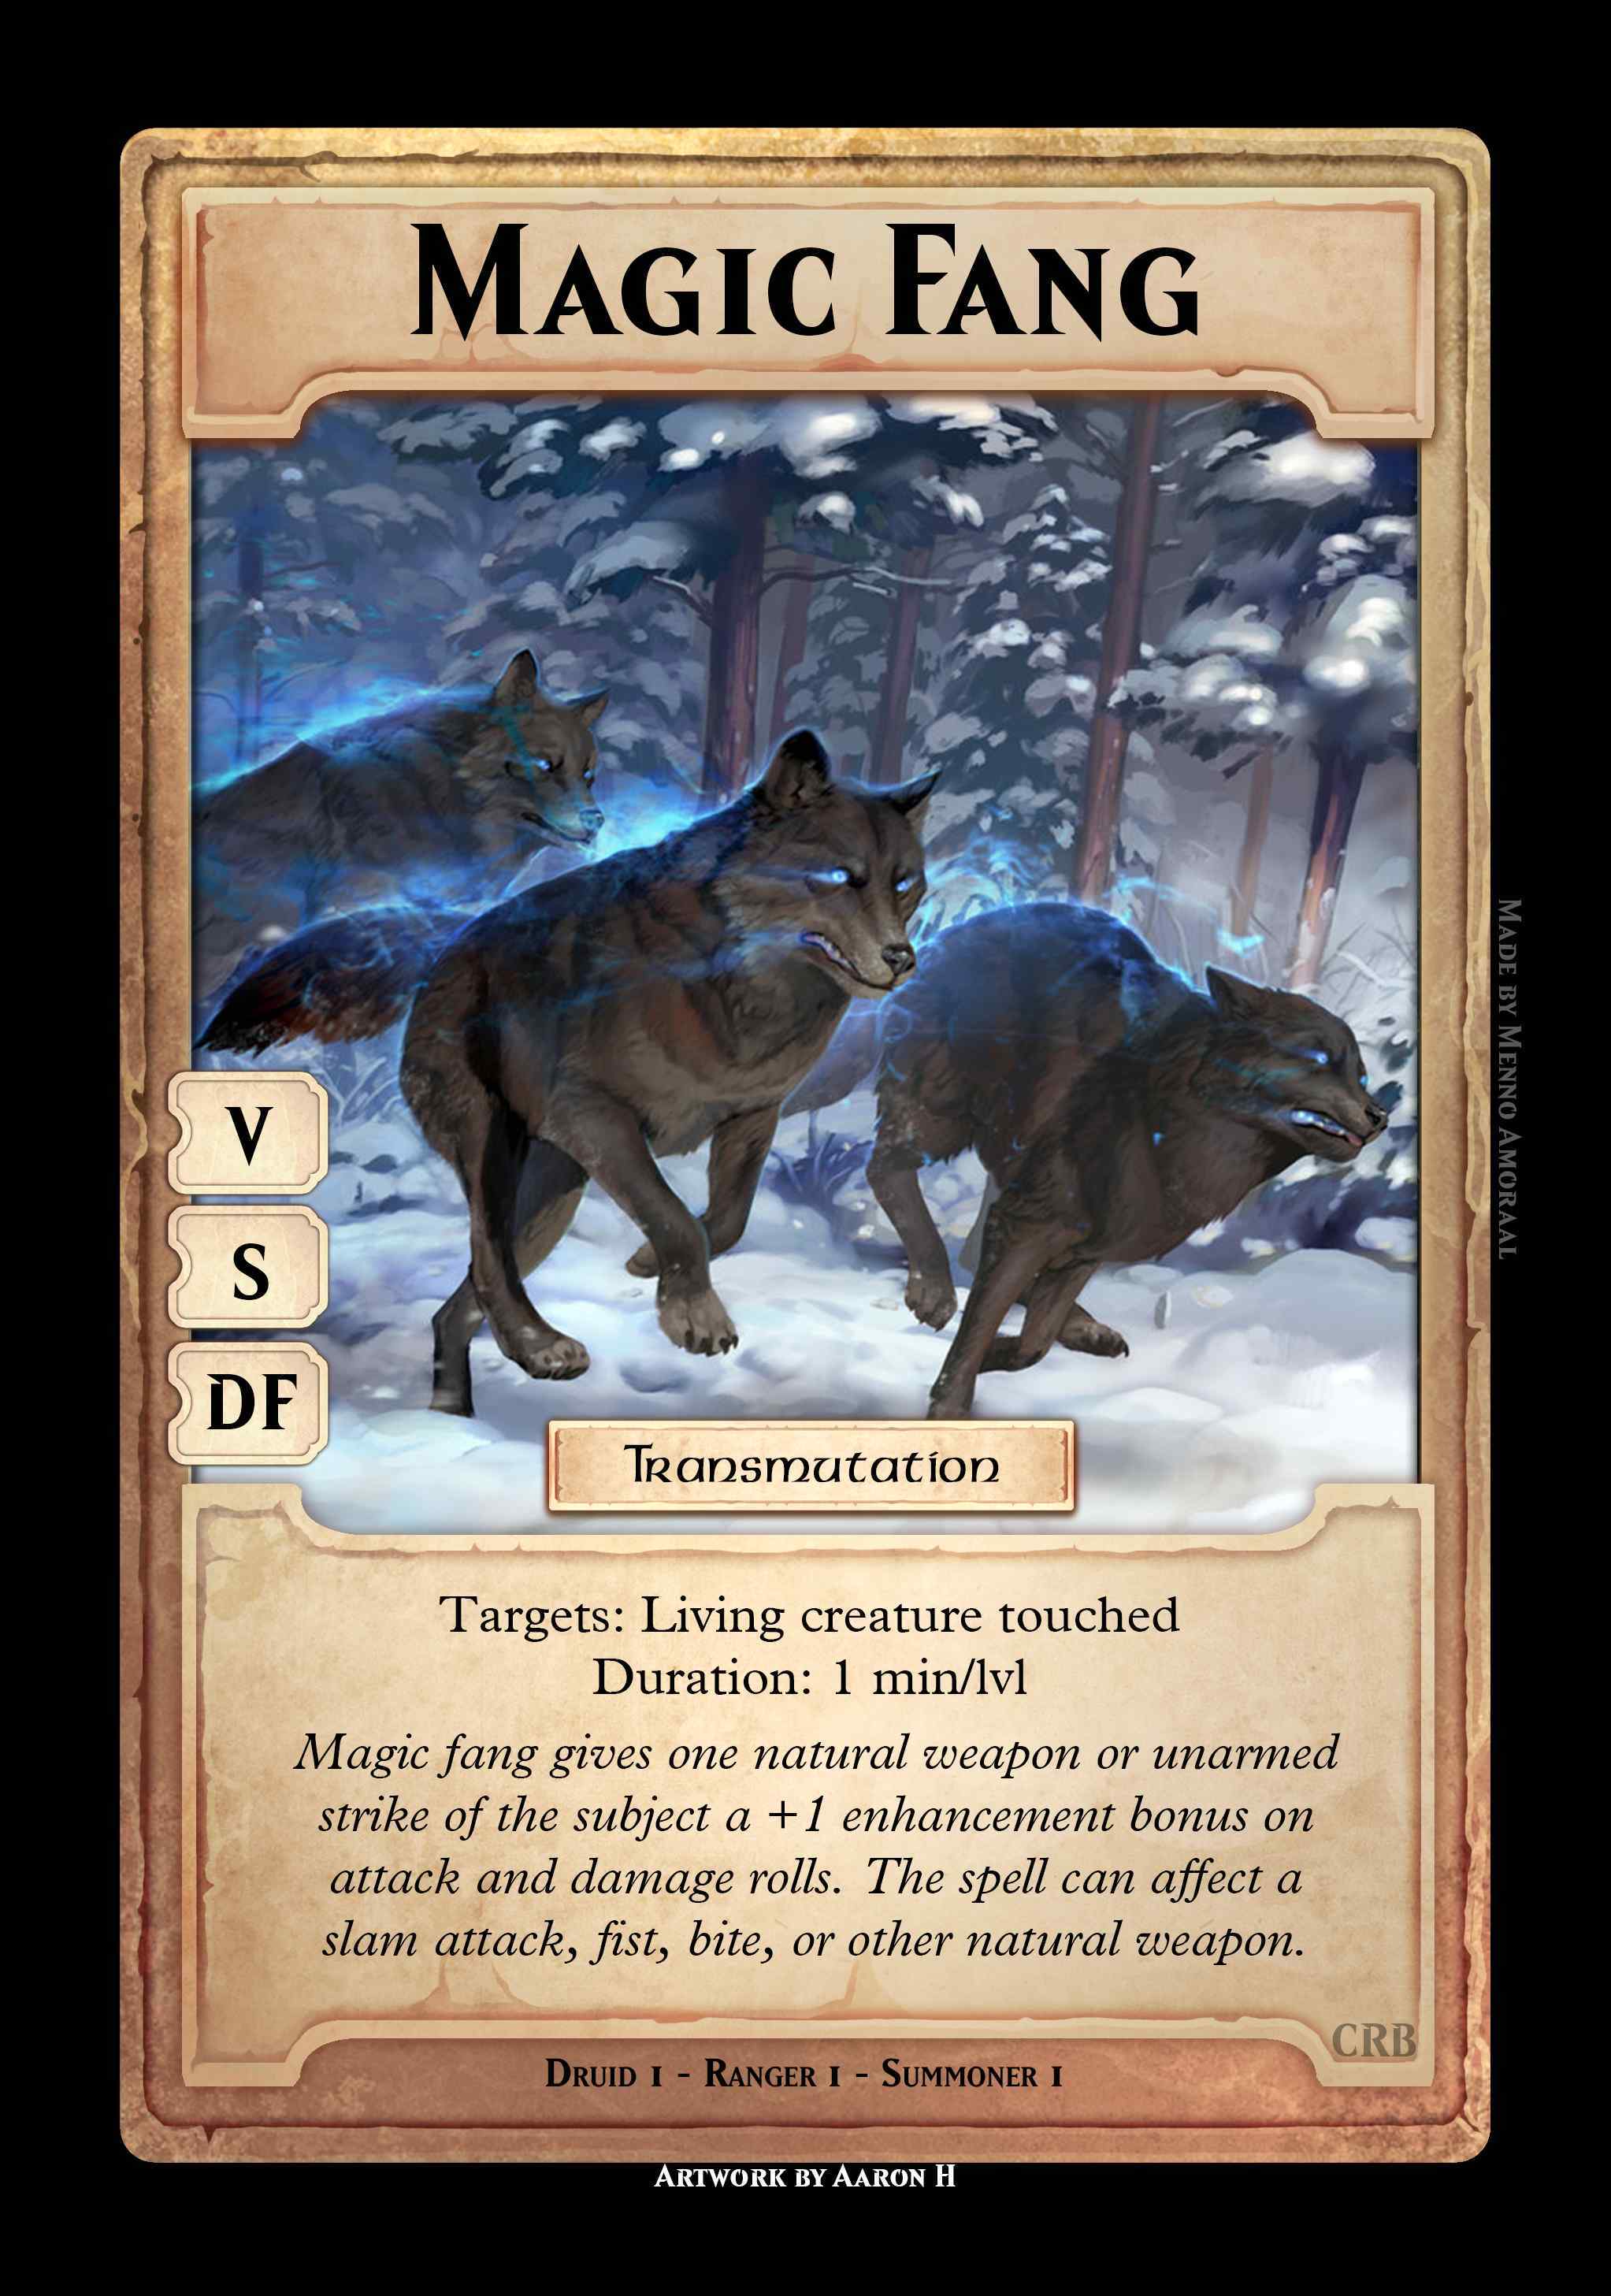 Magic Fang
V
S
DF
Transmutation
Targets: Living creature touched
Duration: 1 min/lvl
Magic fang gives one natural weapon or unarmed
strike of the subject a +1 enhancement bonus on
attack and damage rolls. The spell can affect a
slam attack, fist, bite, or other natural weapon.
CRB
Druid 1 - Ranger 1 - Summoner 1
Artwork by Aaron H
Made by Menno Amoraal